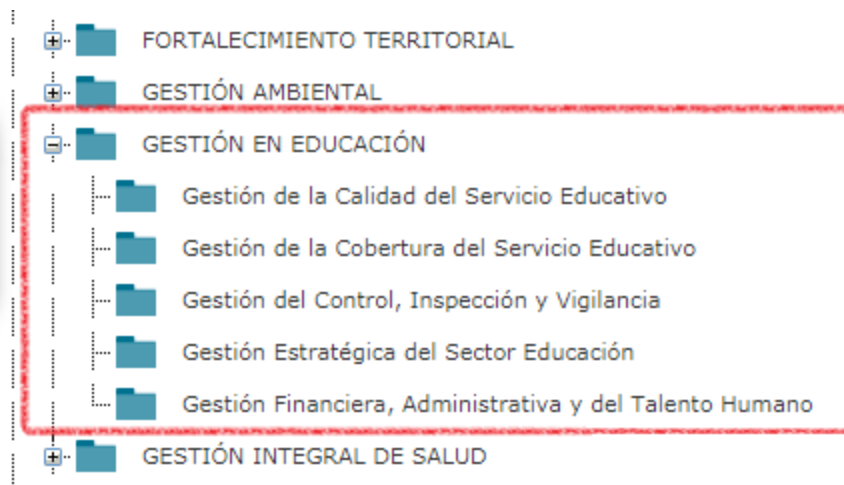 FORTALECIMIENTO TERRITORIAL
GESTIÓN AMBIENTAL
GESTIÓN EN EDUCACIÓN
Gestión de la Calidad del Servicio Educativo
Gestión de la Cobertura del Servicio Educativo
Gestión del Control, Inspección y Vigilancia
Gestión Estratégica del Sector Educación
Gestión Financiera, Administrativa y del Talento Humano
GESTIÓN INTEGRAL DE SALUD